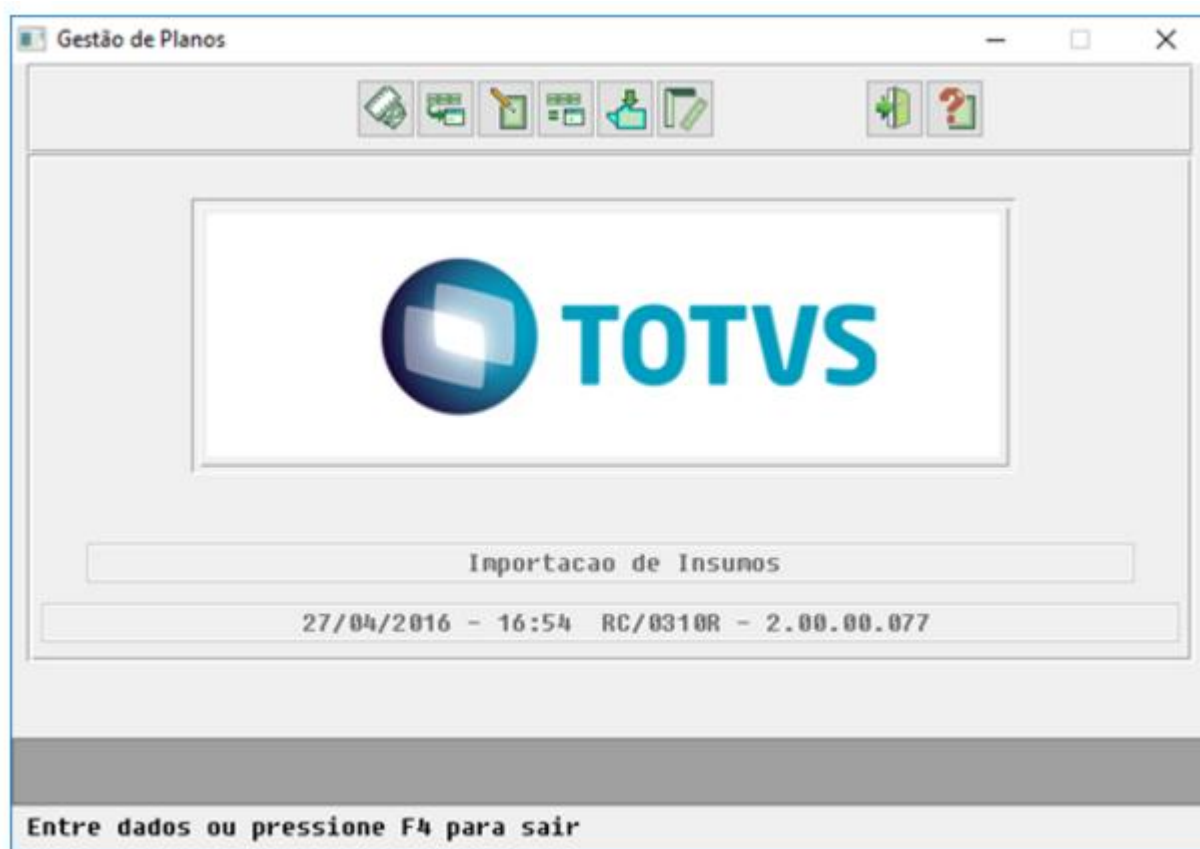 Gestão de Planos
TOTVS
Importacao de Insumos
27/04/2016 - 16:54 RC/0310R - 2.00.00.077
Entre dados ou pressione F4 para sair